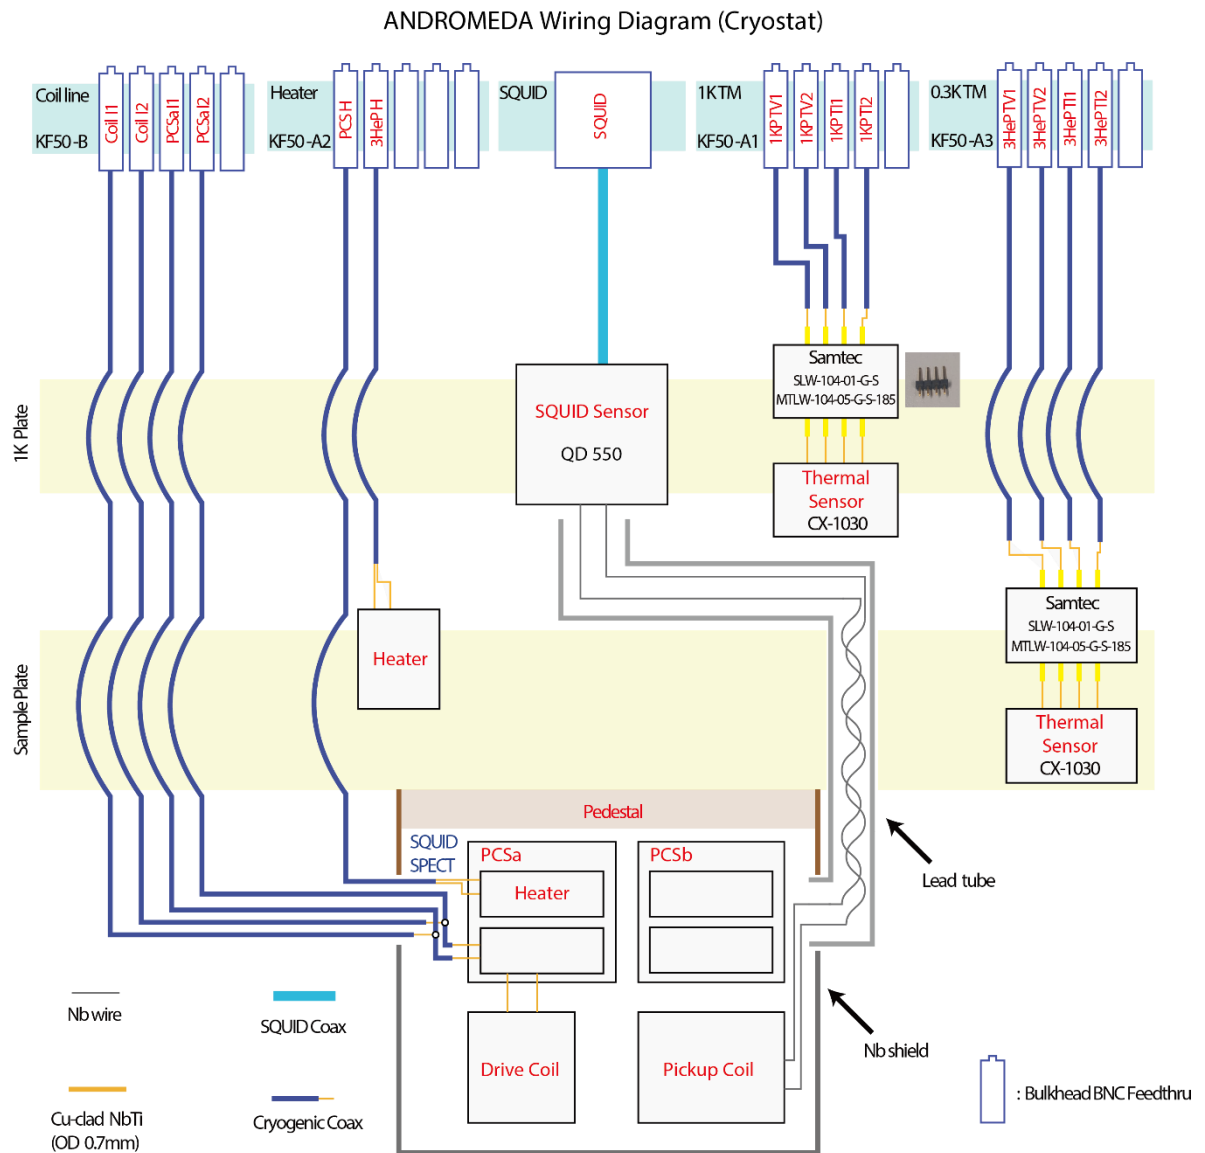 ANDROMEDA Wiring Diagram (Cryostat)
Coil line
KF50-B
Coil I1
Coil I2
PCSa I1
PCSa I2
Heater
KF50-A2
PCS H
3HeP H
SQUID
SQUID
1K TM
KF50-A1
1KPTV1
1KPTV2
1KPTI1
1KPTI2
0.3K TM
KF50-A3
3HePTV1
3HePTV2
3HePTI1
3HePTI2
1K Plate
SQUID Sensor
QD 550
Samtec
SLW-104-01-G-S
MTLW-104-05-G-S-185
Thermal
Sensor
CX-1030
Sample Plate
Heater
Samtec
SLW-104-01-G-S
MTLW-104-05-G-S-185
Thermal
Sensor
CX-1030
Pedestal
SQUID
SPECT
PCSa
Heater
PCSb
Lead tube
Drive Coil
Pickup Coil
Nb shield
Nb wire
SQUID Coax
Cu-clad NbTi
(OD 0.7mm)
Cryogenic Coax
: Bulkhead BNC Feedthru